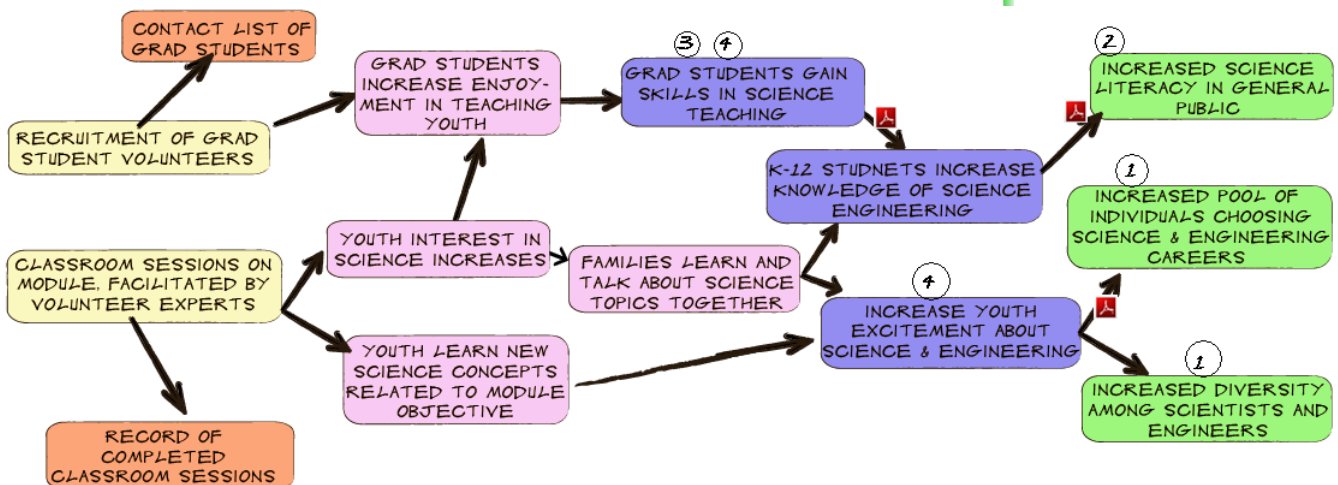 CONTACT LIST OF
GRAD STUDENTS
RECRUITMENT OF GRAD
STUDENT VOLUNTEERS
GRAD STUDENTS
INCREASE ENJOY-
MENT IN TEACHING
YOUTH
3 4
GRAD STUDENTS GAIN
SKILLS IN SCIENCE
TEACHING
2
INCREASED SCIENCE
LITERACY IN GENERAL
PUBLIC
K-12 STUDNETS INCREASE
KNOWLEDGE OF SCIENCE
ENGINEERING
1
INCREASED POOL OF
INDIVIDUALS CHOOSING
SCIENCE & ENGINEERING
CAREERS
CLASSROOM SESSIONS ON
MODULE, FACILITATED BY
VOLUNTEER EXPERTS
YOUTH INTEREST IN
SCIENCE INCREASES
FAMILIES LEARN AND
TALK ABOUT SCIENCE
TOPICS TOGETHER
4
INCREASE YOUTH
EXCITEMENT ABOUT
SCIENCE & ENGINEERING
YOUTH LEARN NEW
SCIENCE CONCEPTS
RELATED TO MODULE
OBJECTIVE
1
INCREASED DIVERSITY
AMONG SCIENTISTS AND
ENGINEERS
RECORD OF
COMPLETED
CLASSROOM SESSIONS